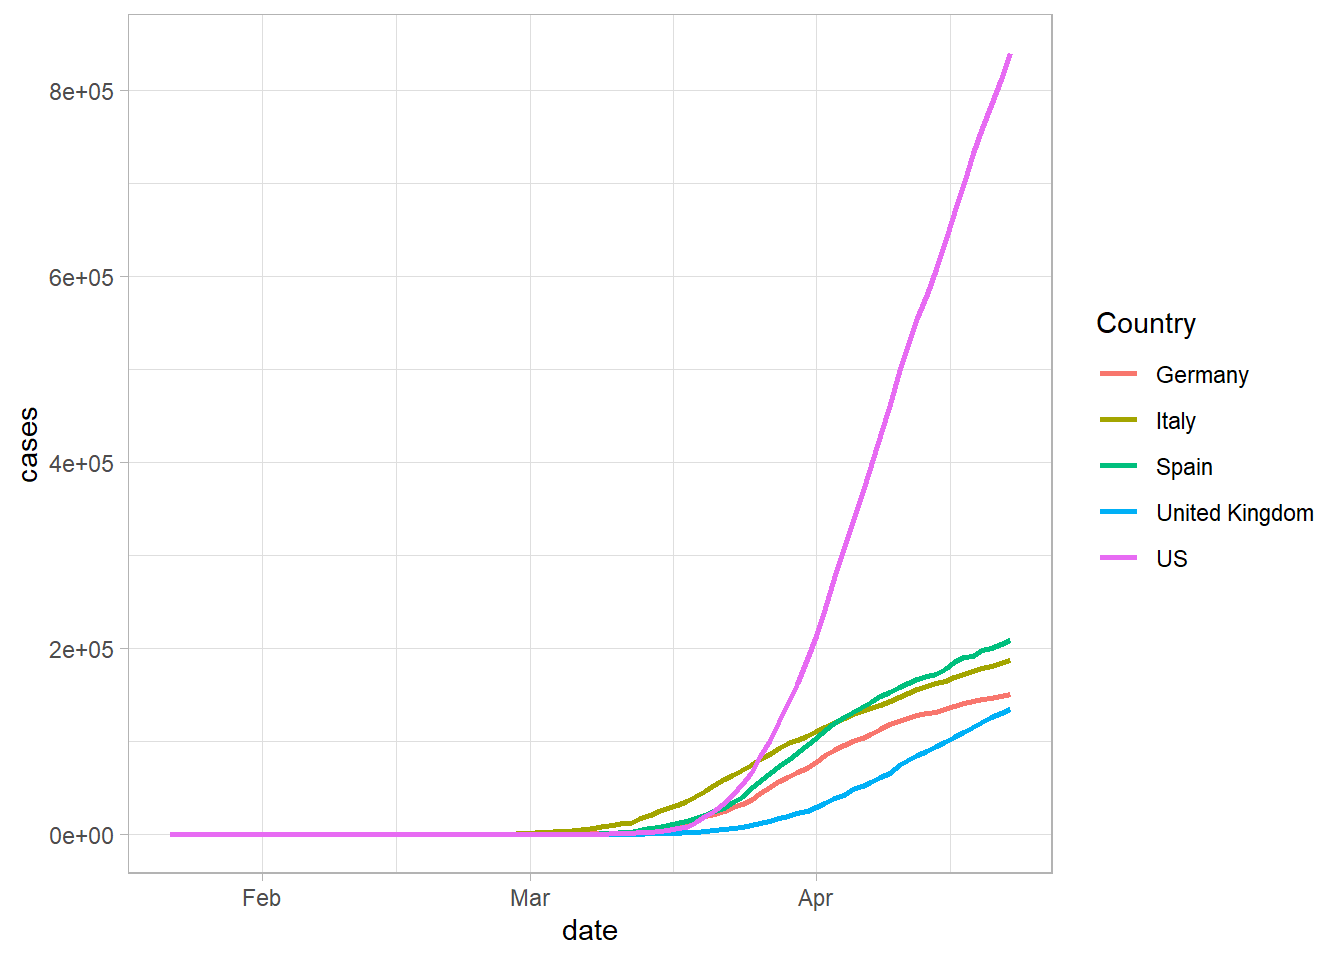 8e+05
6e+05
4e+05
2e+05
0e+00
cases
Feb Mar Apr
date
Country
Germany
Italy
Spain
United Kingdom
US